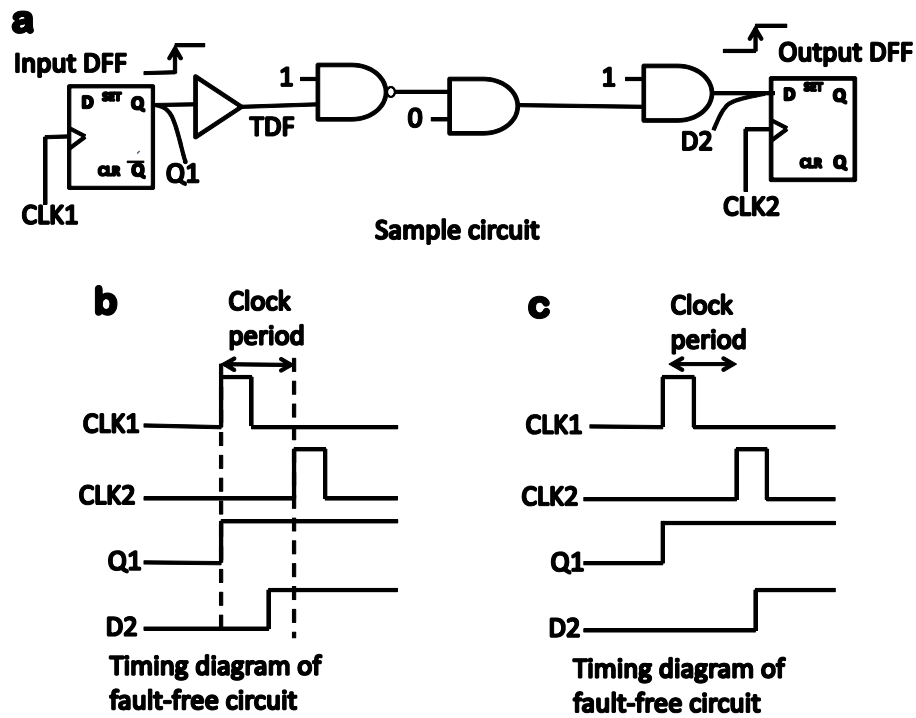 a
Input DFF
D SET Q
CLR Q
CLK1
Q1
TDF
1
0
1
D2
Output DFF
D SET Q
CLR Q
CLK2
Sample circuit
b
Clock
period
CLK1
CLK2
Q1
D2
Timing diagram of
fault-free circuit
c
Clock
period
CLK1
CLK2
Q1
D2
Timing diagram of
fault-free circuit